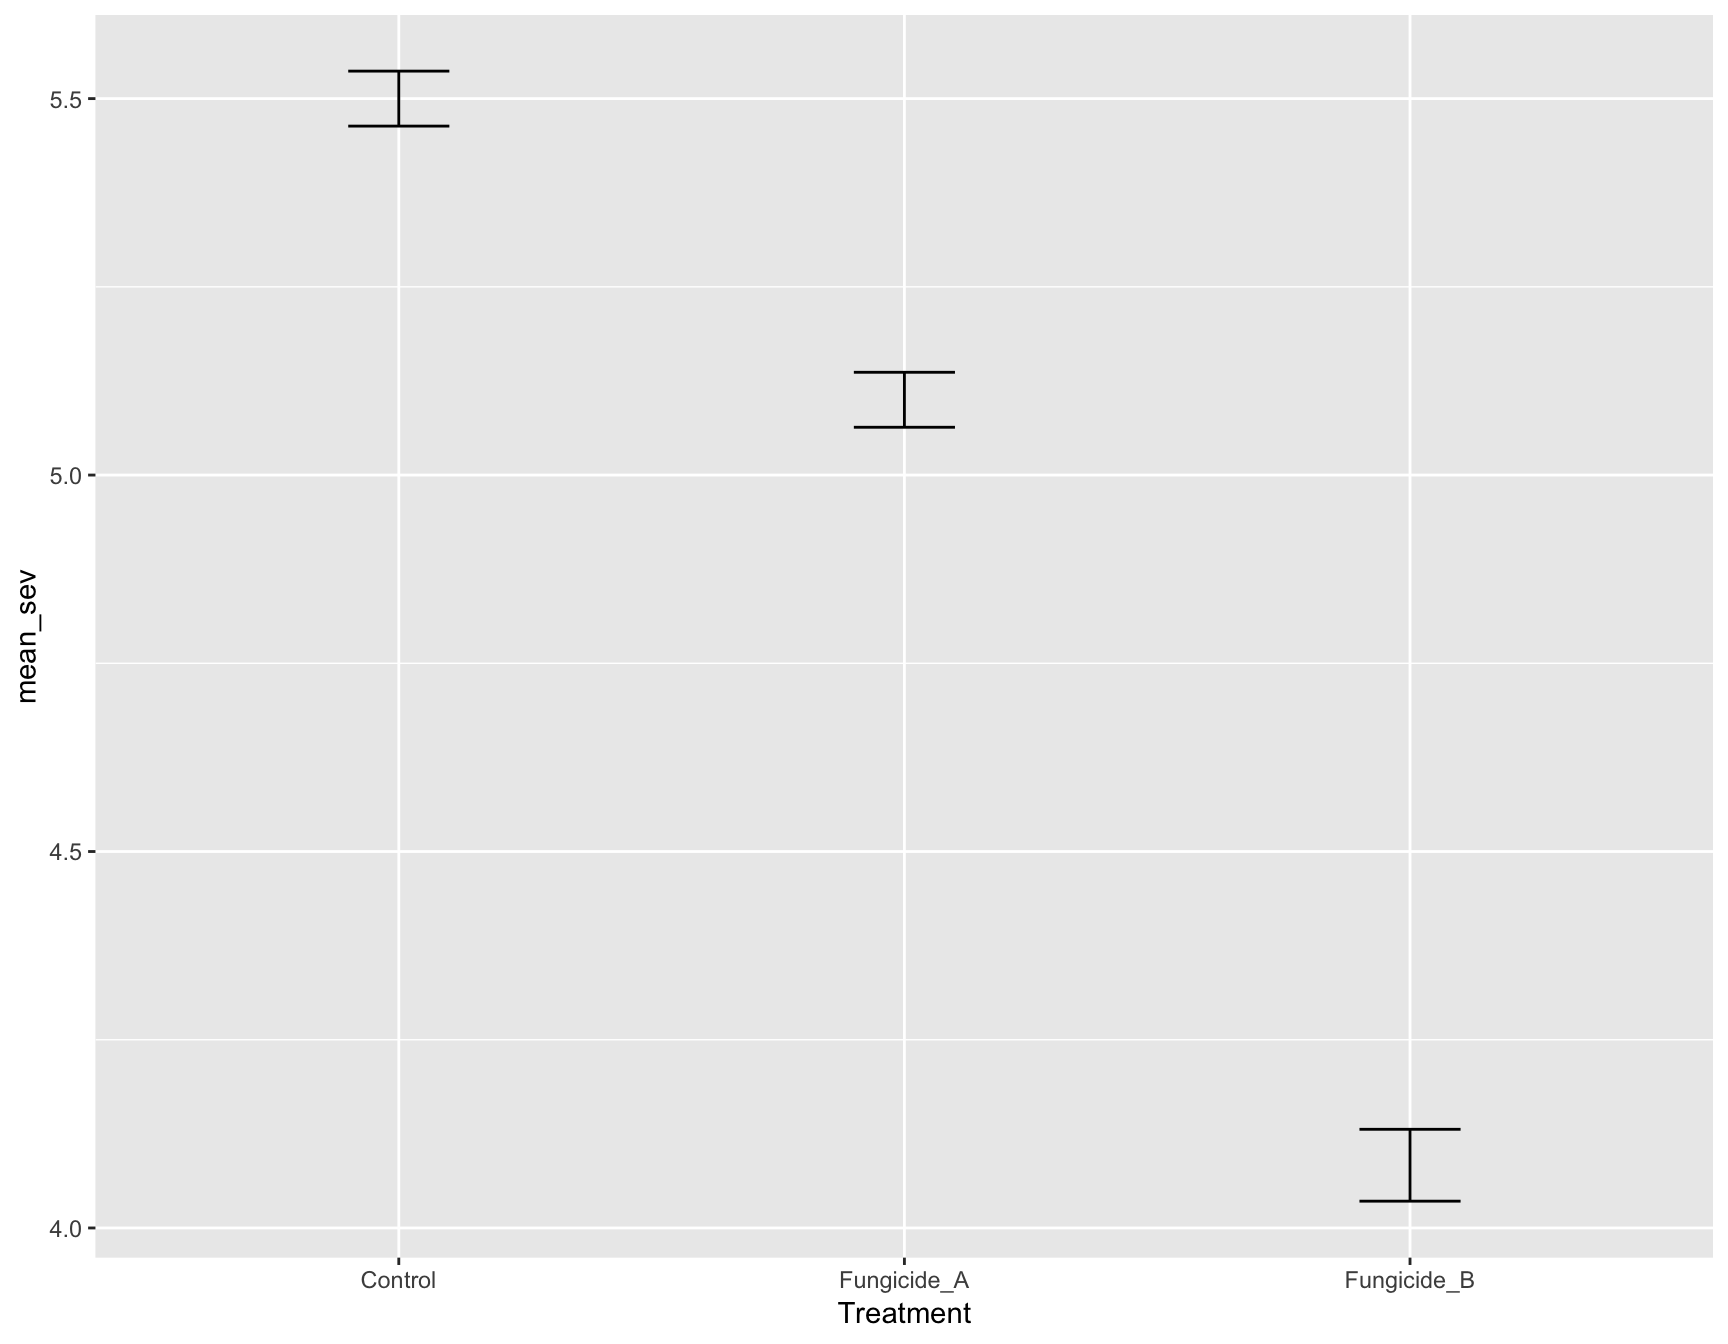 5.5
5.0
4.5
4.0
mean_sev
Control
Fungicide_A
Fungicide_B
Treatment